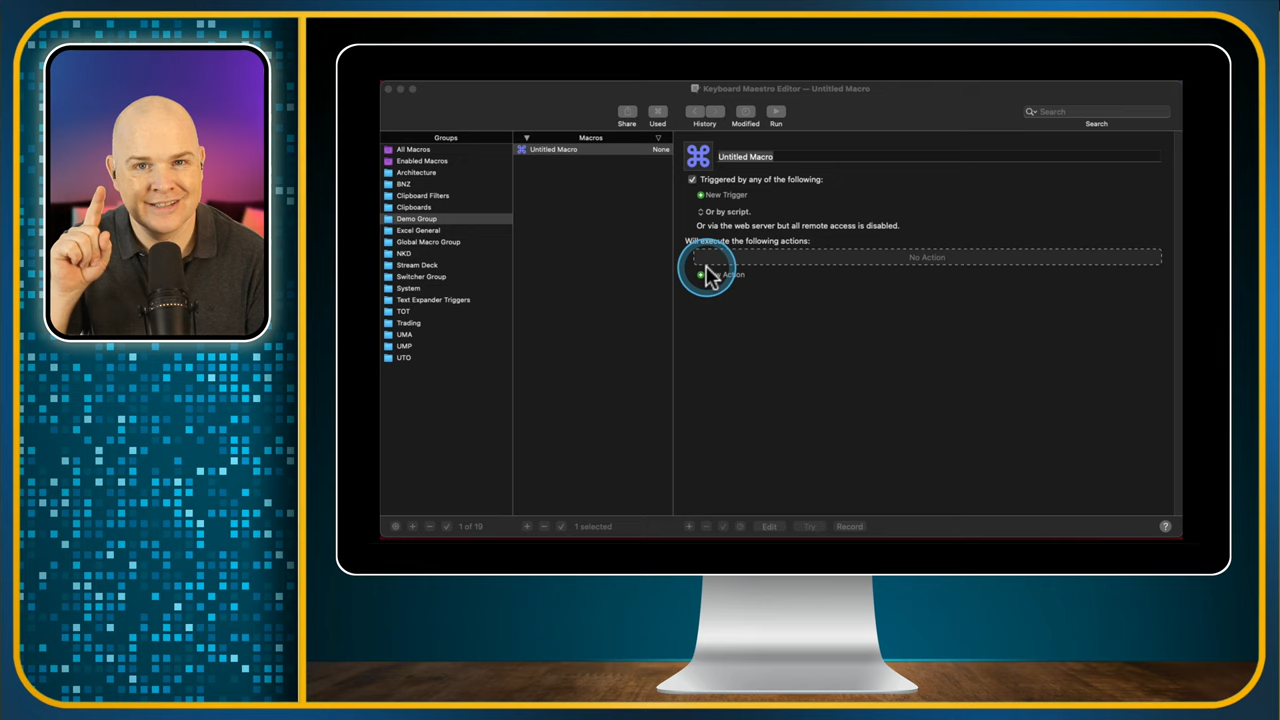 Keyboard Maestro Editor — Untitled Macro
Share
Used
History
Modified
Run
Search
Search
Groups
Macros
All Macros
Enabled Macros
Architecture
BNZ
Clipboard Filters
Clipboards
Demo Group
Excel General
Global Macro Group
NKD
Stream Deck
Switcher Group
System
Text Expander Triggers
TOT
Trading
UMA
UMP
UTO
Untitled Macro None
Untitled Macro
Triggered by any of the following:
New Trigger
Or by script.
Or via the web server but all remote access is disabled.
Will execute the following actions:
No Action
Action
1 of 19
1 selected
Edit
Try
Record
?